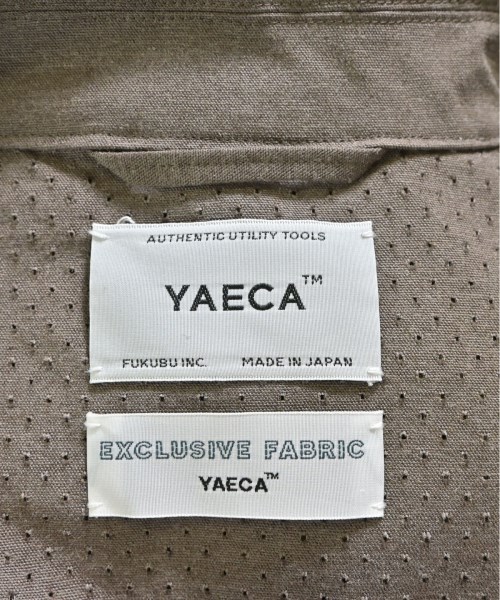 AUTHENTIC UTILITY TOOLS
YAECA™
FUKUBU INC. MADE IN JAPAN
EXCLUSIVE FABRIC
YAECA™